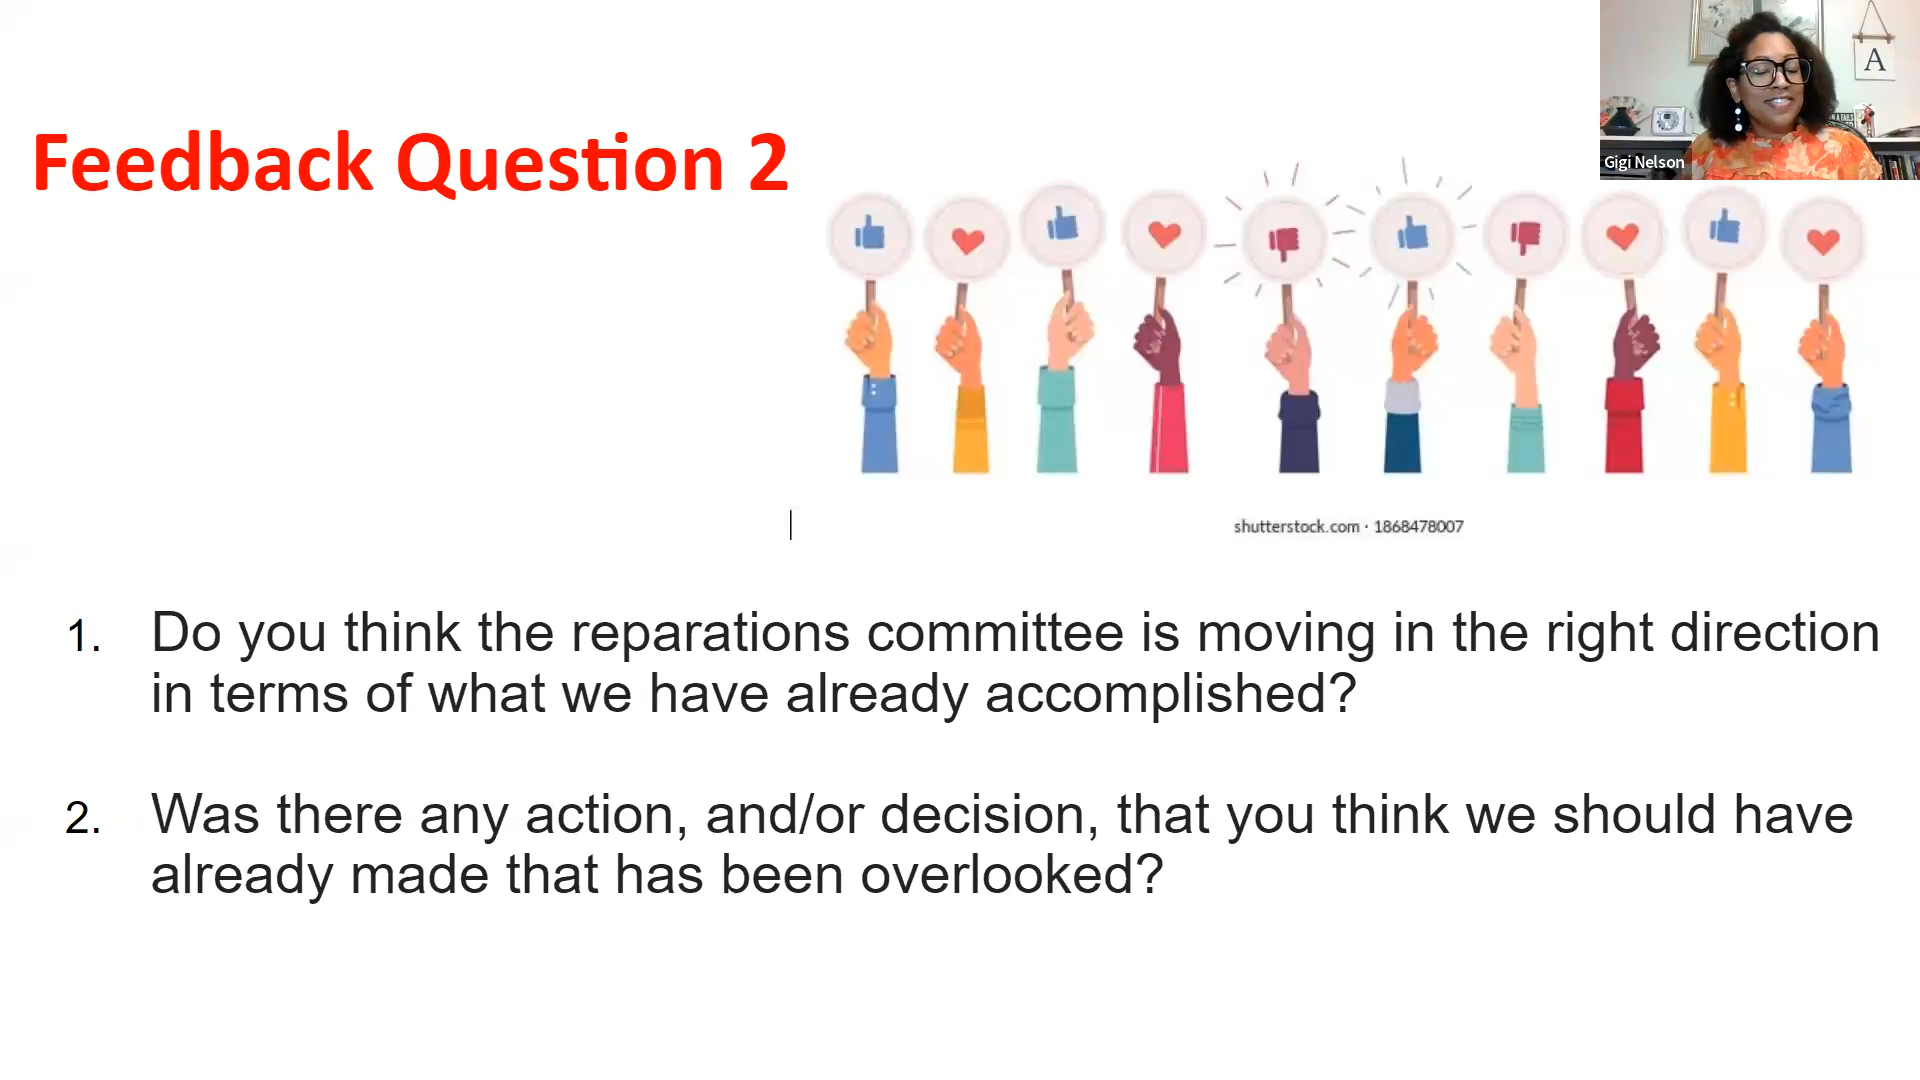 A
Gigi Nelson
Feedback Question 2
shutterstock.com · 1868478007
1. Do you think the reparations committee is moving in the right direction
in terms of what we have already accomplished?
2. Was there any action, and/or decision, that you think we should have
already made that has been overlooked?